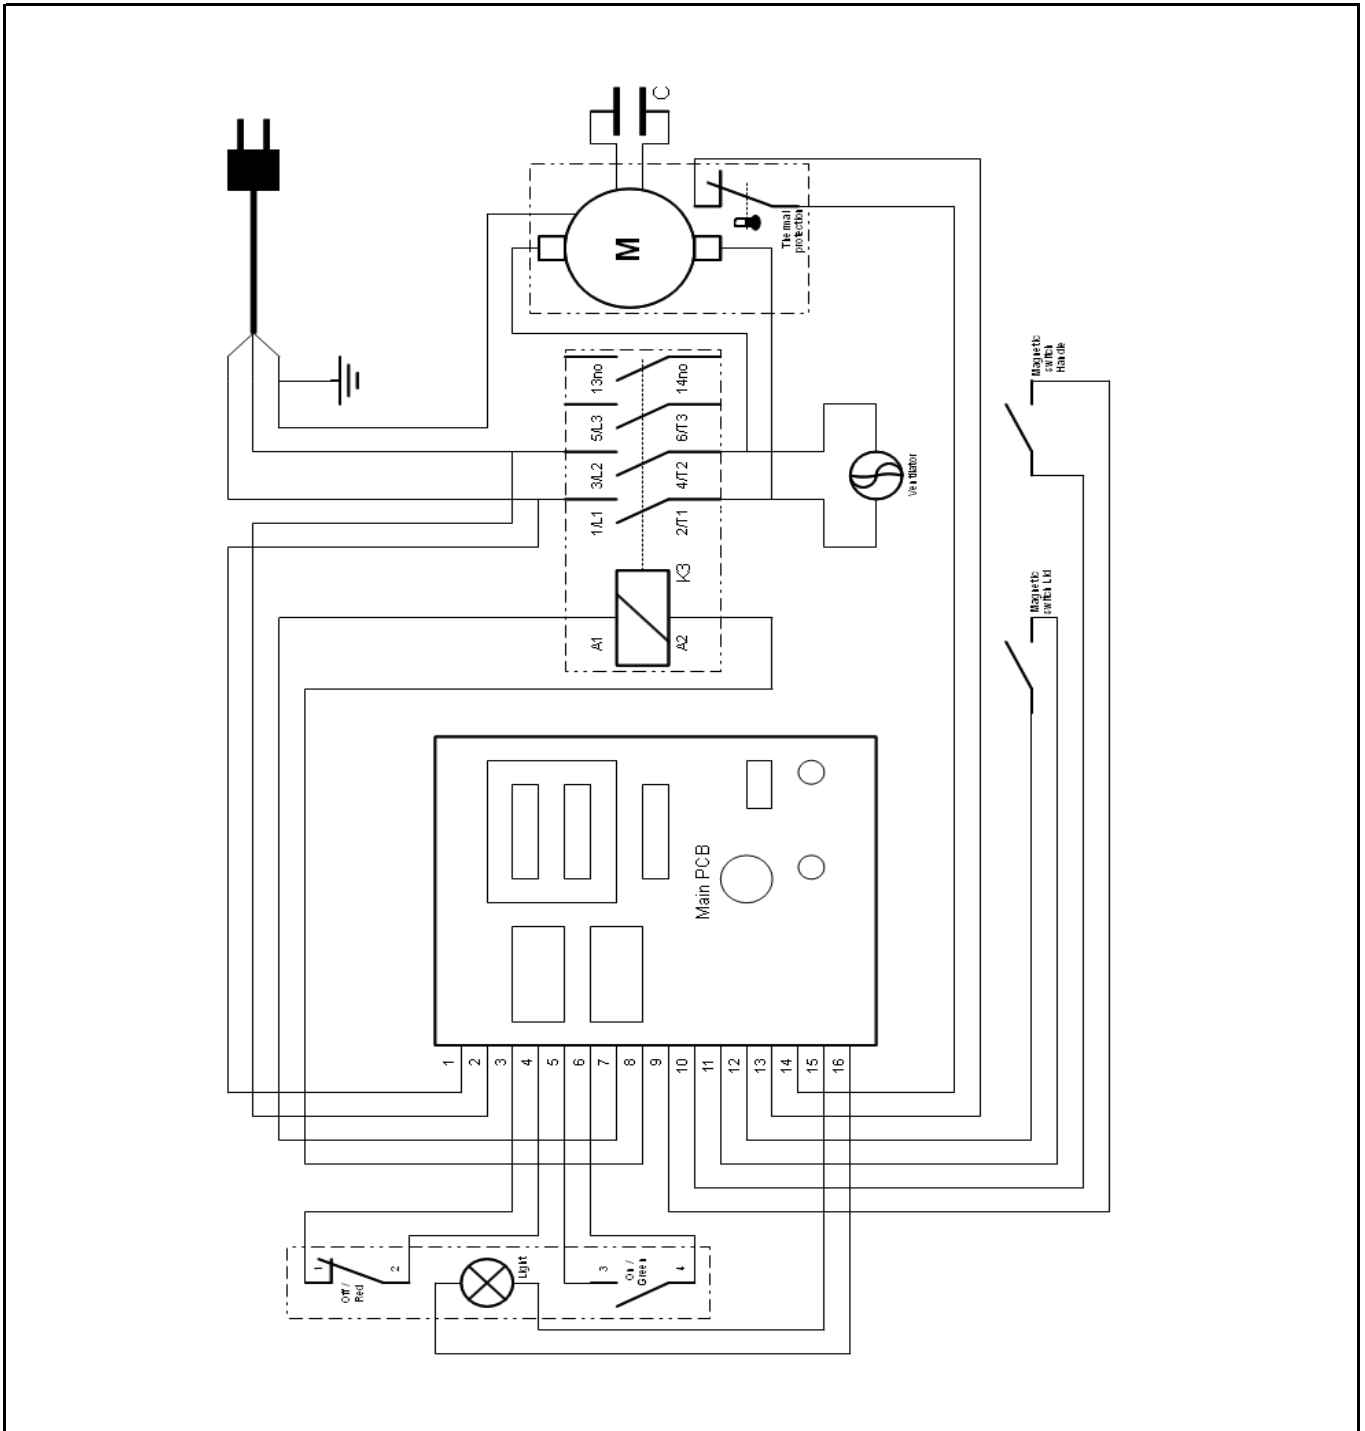 C
M
Thermal
protection
13no
14no
5/L3
6/T3
3/L2
4/T2
1/L1
2/T1
K3
A1
A2
Ventilator
Magnetic
switch
Handle
Magnetic
switch Lid
Main PCB
1
2
3
4
5
6
7
8
9
10
11
12
13
14
15
16
1
2
Off /
Red
Light
3
4
On /
Green